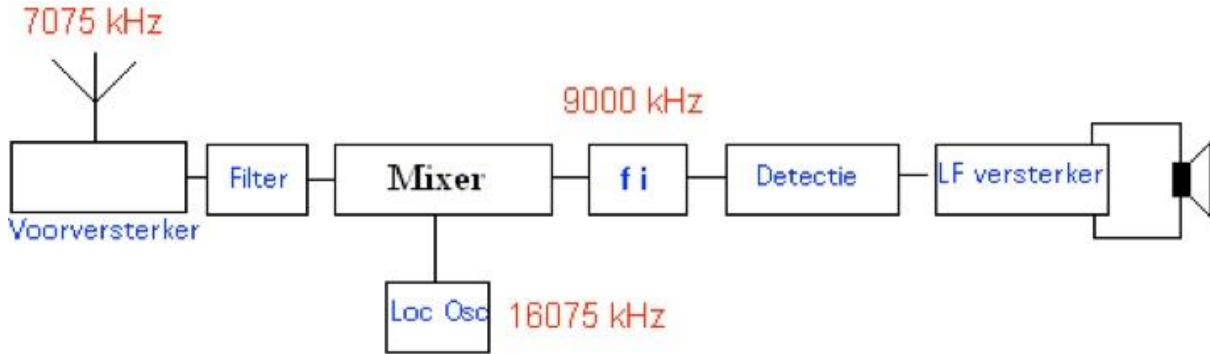 7075 kHz
9000 kHz
Filter
Mixer
f i
Detectie
LF versterker
Voorversterker
Loc Osc
16075 kHz